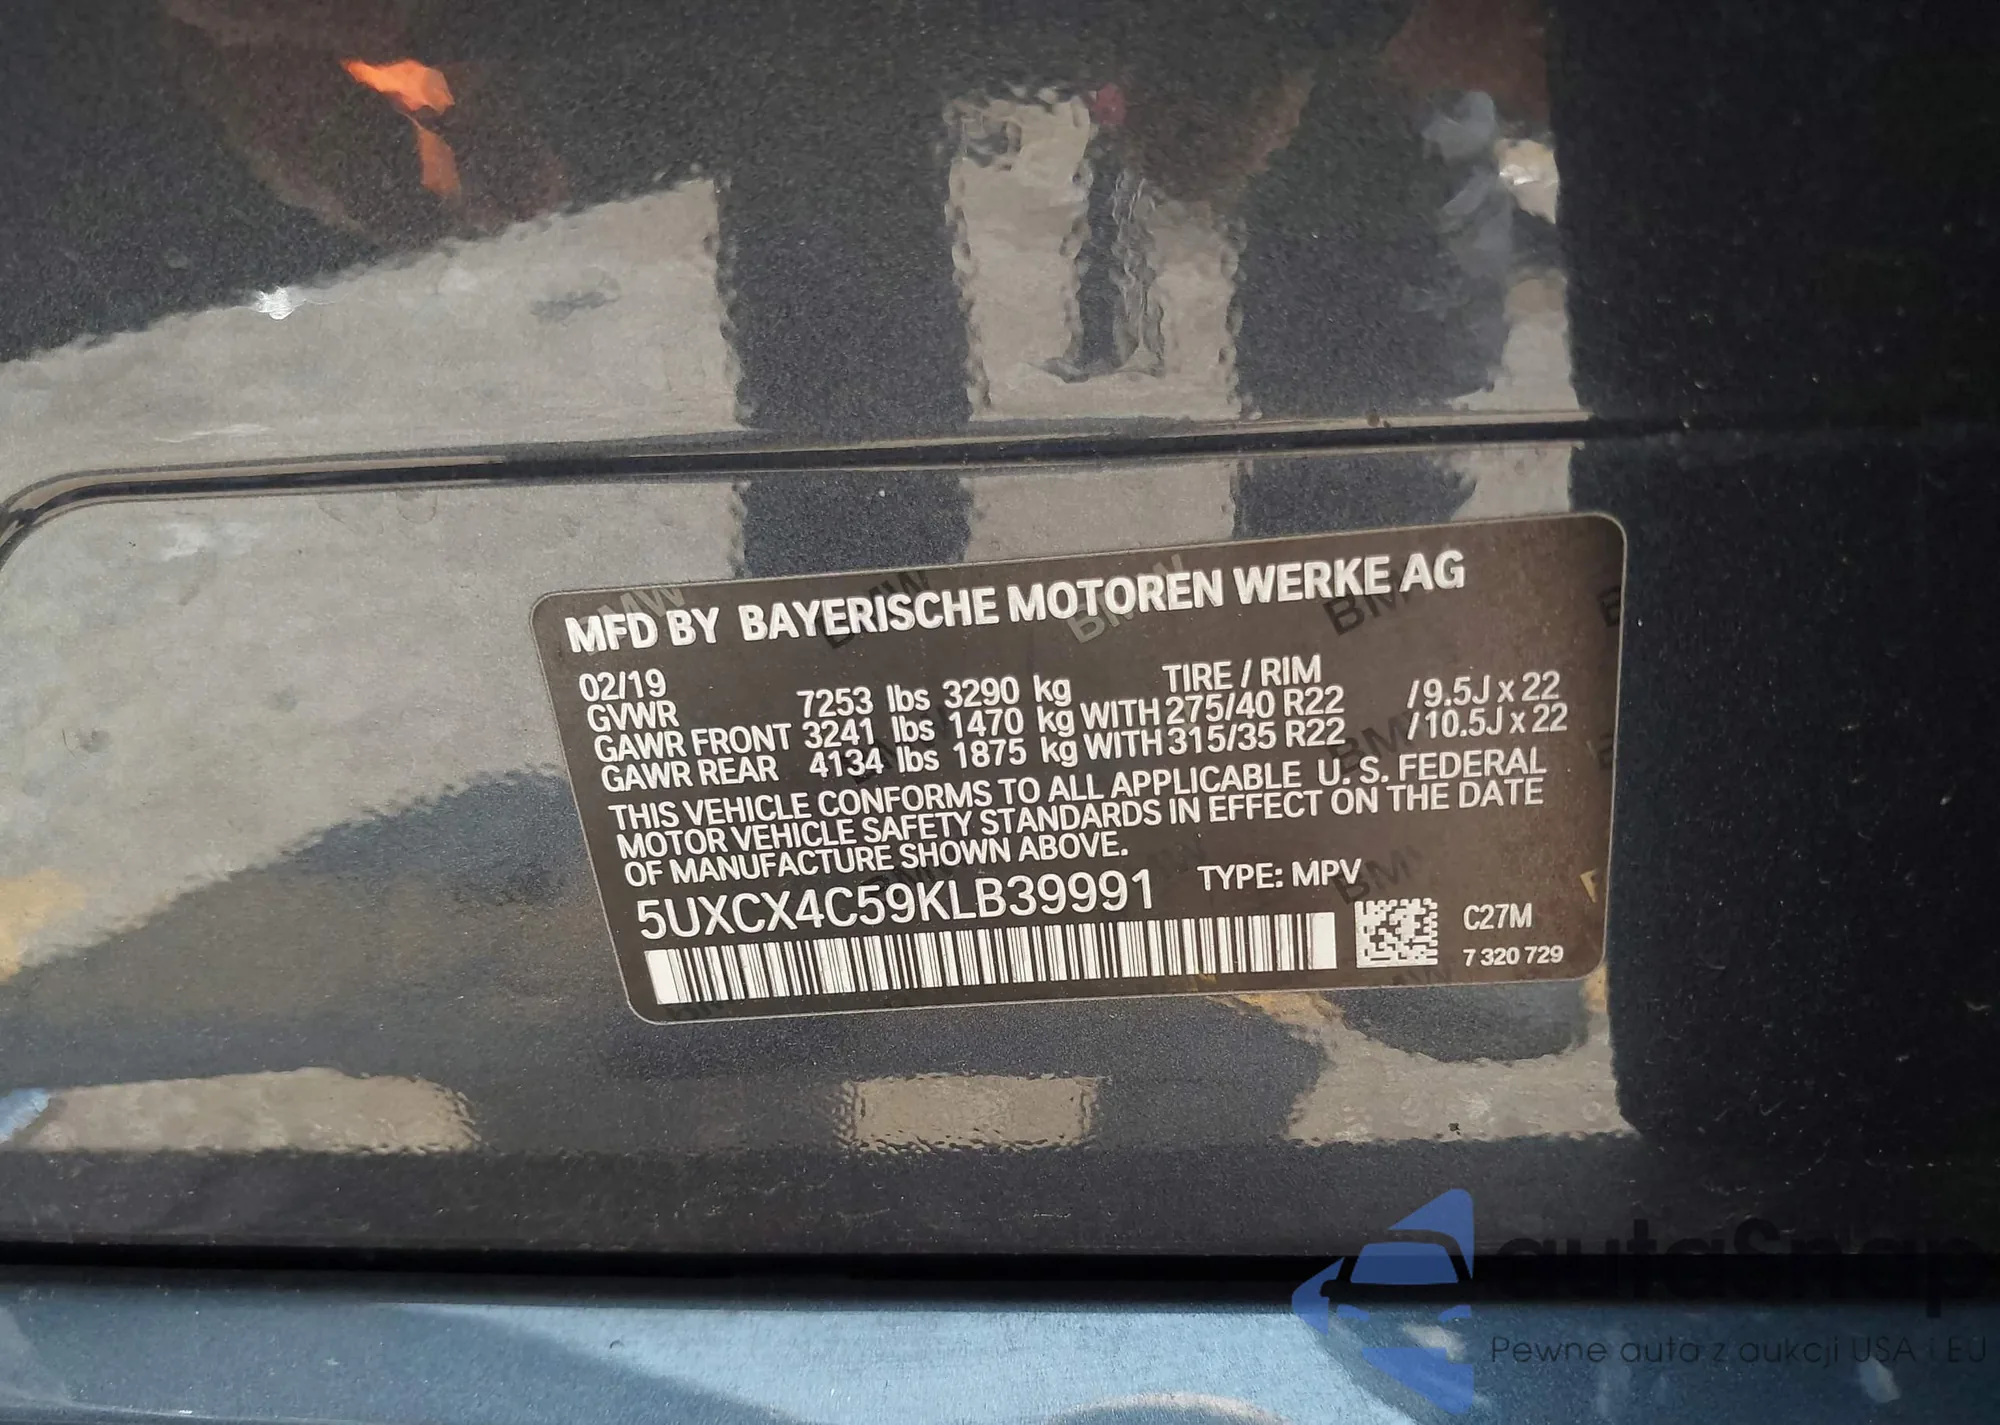 MFD BY BAYERISCHE MOTOREN WERKE AG
02/19 TIRE / RIM
GVWR 7253 lbs 3290 kg
GAWR FRONT 3241 lbs 1470 kg WITH 275/40 R22 /9.5J x 22
GAWR REAR 4134 lbs 1875 kg WITH 315/35 R22 /10.5J x 22
THIS VEHICLE CONFORMS TO ALL APPLICABLE U. S. FEDERAL
MOTOR VEHICLE SAFETY STANDARDS IN EFFECT ON THE DATE
OF MANUFACTURE SHOWN ABOVE.
5UXCX4C59KLB39991 TYPE: MPV
C27M
7 320 729
autoSnap
Pewne auto z aukcji USA i EU